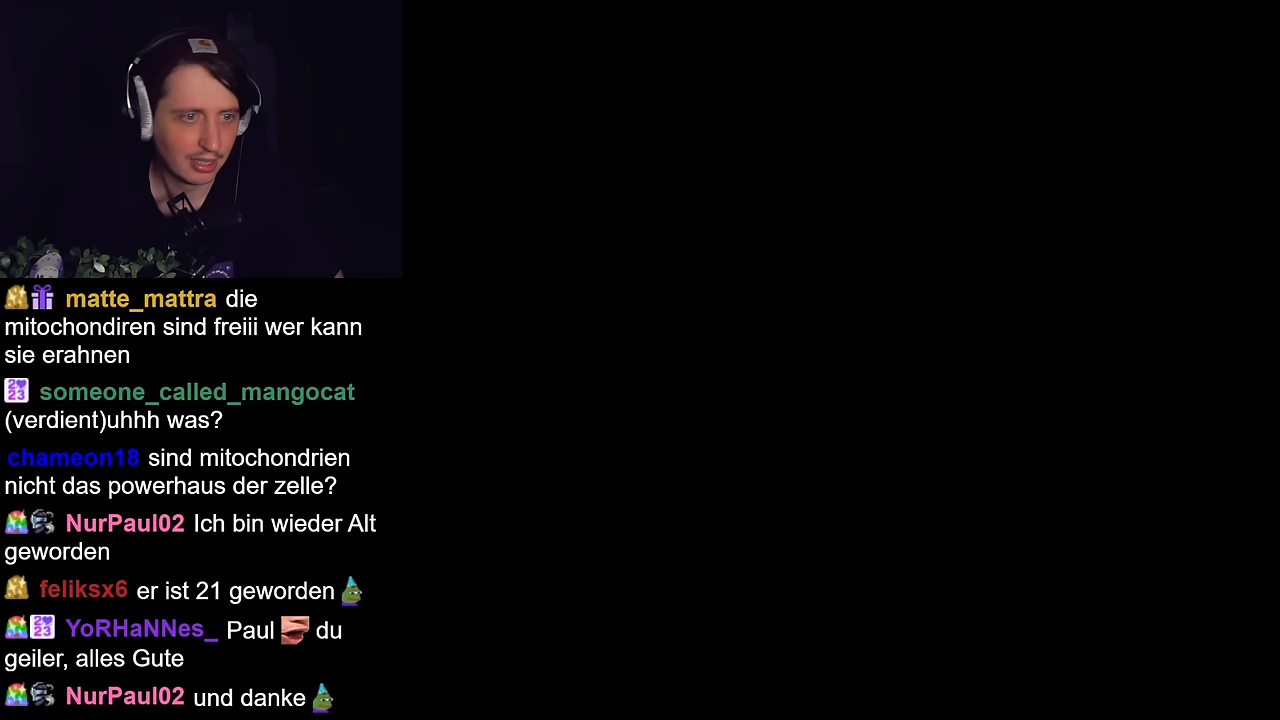 matte_mattra die
mitochondiren sind freiii wer kann
sie erahnen
someone_called_mangocat
(verdient)uhhh was?
chameon18 sind mitochondrien
nicht das powerhaus der zelle?
NurPaul02 Ich bin wieder Alt
geworden
feliksx6 er ist 21 geworden
YoRHaNNes_ Paul du
geiler, alles Gute
NurPaul02 und danke